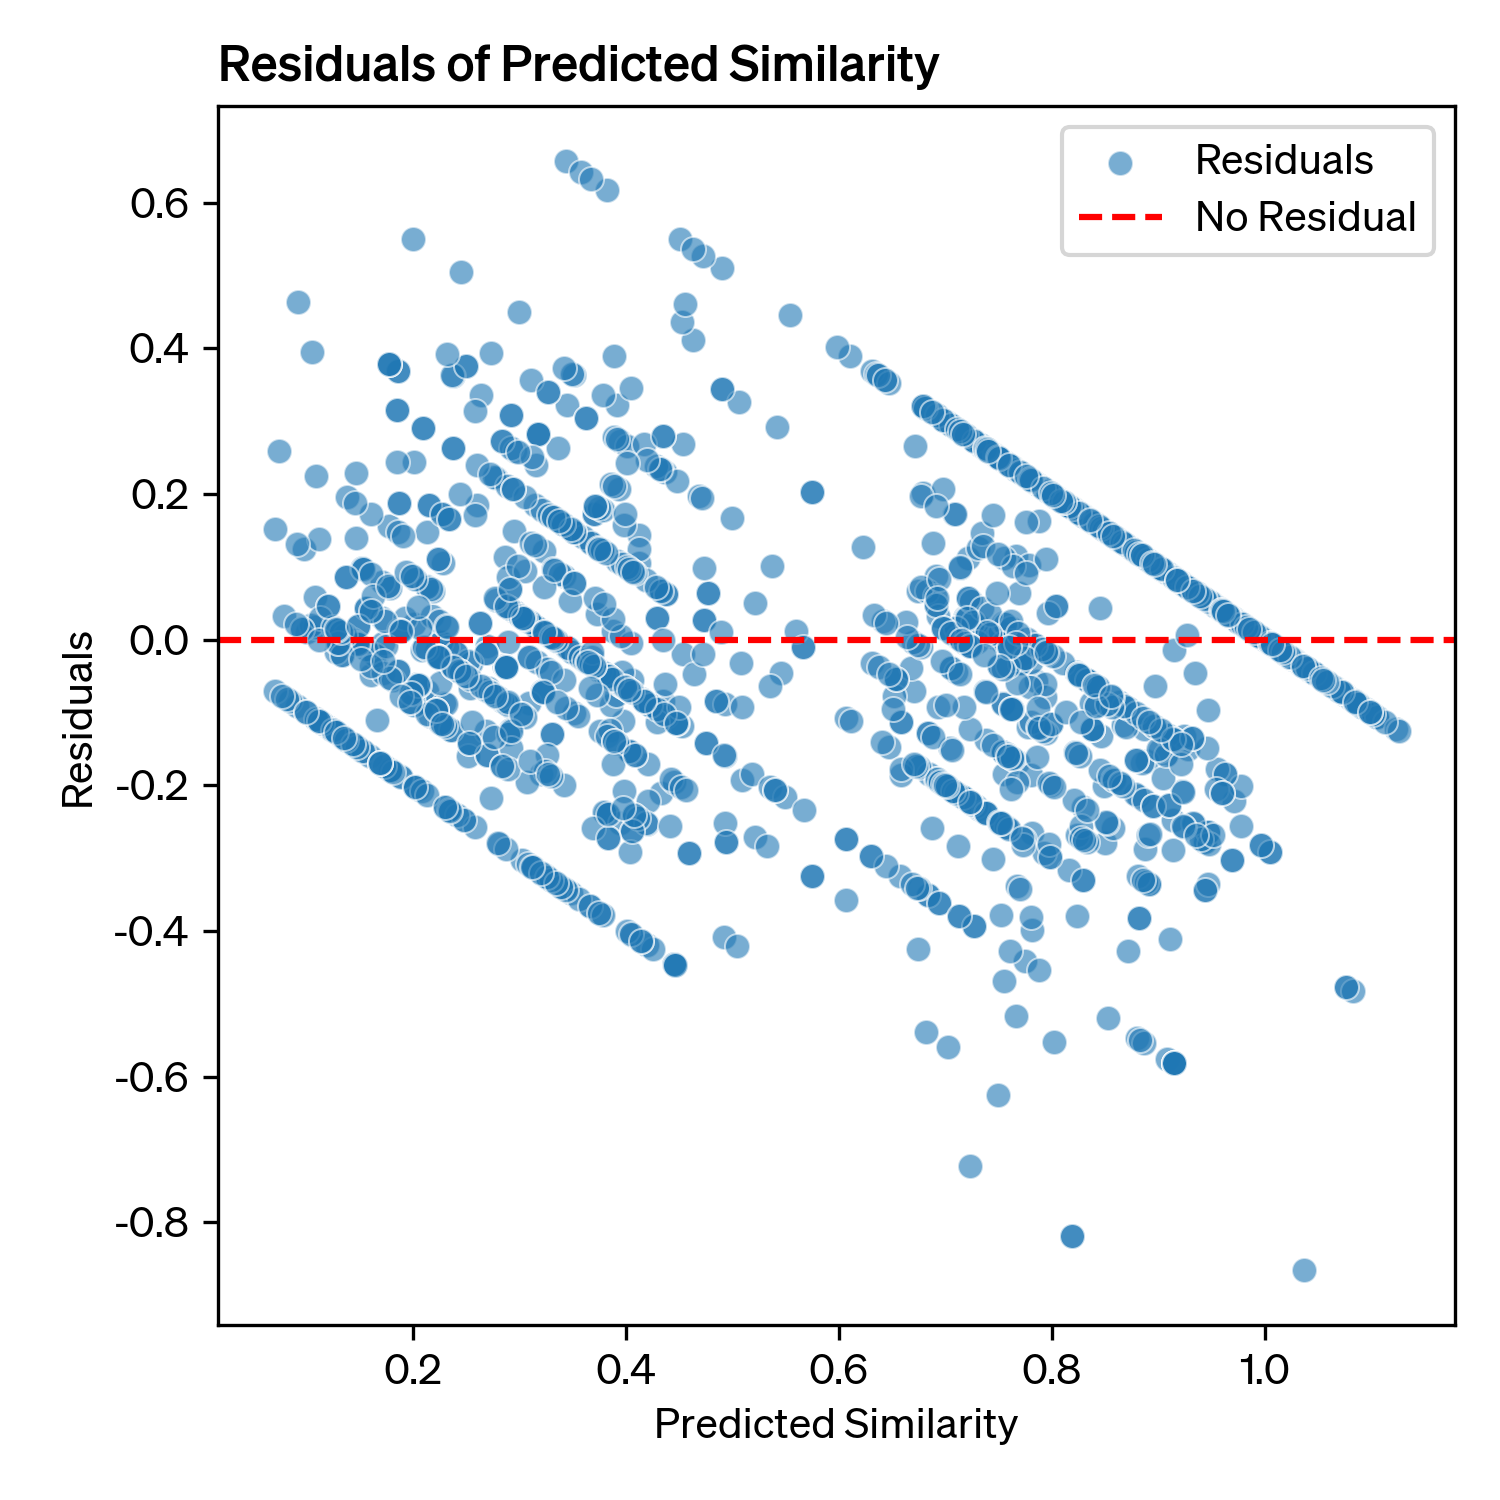 Residuals of Predicted Similarity
Residuals
No Residual
0.6
0.4
0.2
0.0
-0.2
-0.4
-0.6
-0.8
Residuals
0.2 0.4 0.6 0.8 1.0
Predicted Similarity